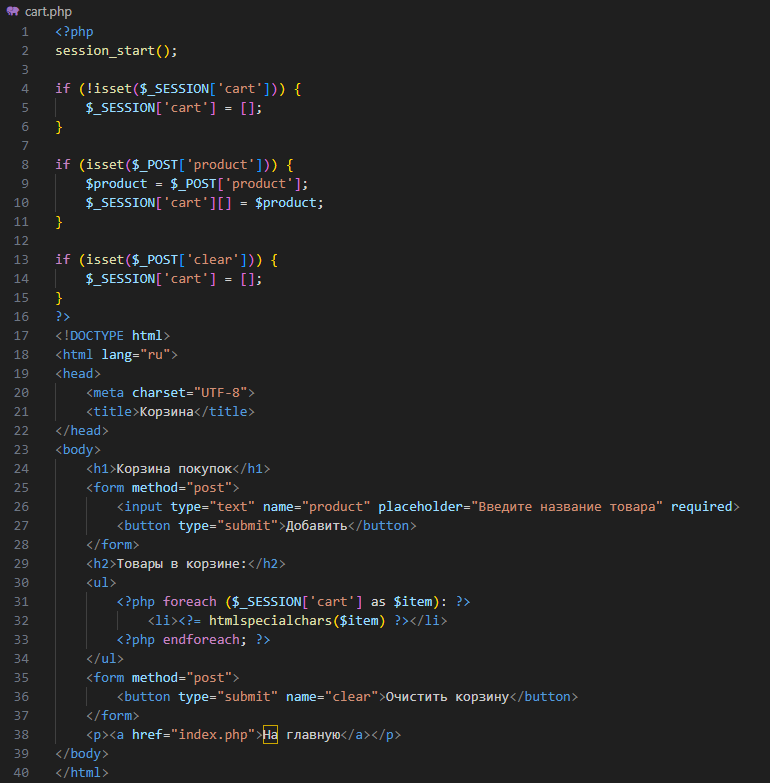 cart.php
1 <?php
2 session_start();
3
4 if (!isset($_SESSION['cart'])) {
5     $_SESSION['cart'] = [];
6 }
7
8 if (isset($_POST['product'])) {
9     $product = $_POST['product'];
10     $_SESSION['cart'][] = $product;
11 }
12
13 if (isset($_POST['clear'])) {
14     $_SESSION['cart'] = [];
15 }
16 ?>
17 <!DOCTYPE html>
18 <html lang="ru">
19 <head>
20     <meta charset="UTF-8">
21     <title>Корзина</title>
22 </head>
23 <body>
24     <h1>Корзина покупок</h1>
25     <form method="post">
26         <input type="text" name="product" placeholder="Введите название товара" required>
27         <button type="submit">Добавить</button>
28     </form>
29     <h2>Товары в корзине:</h2>
30     <ul>
31         <?php foreach ($_SESSION['cart'] as $item): ?>
32             <li><?= htmlspecialchars($item) ?></li>
33         <?php endforeach; ?>
34     </ul>
35     <form method="post">
36         <button type="submit" name="clear">Очистить корзину</button>
37     </form>
38     <p><a href="index.php">На главную</a></p>
39 </body>
40 </html>